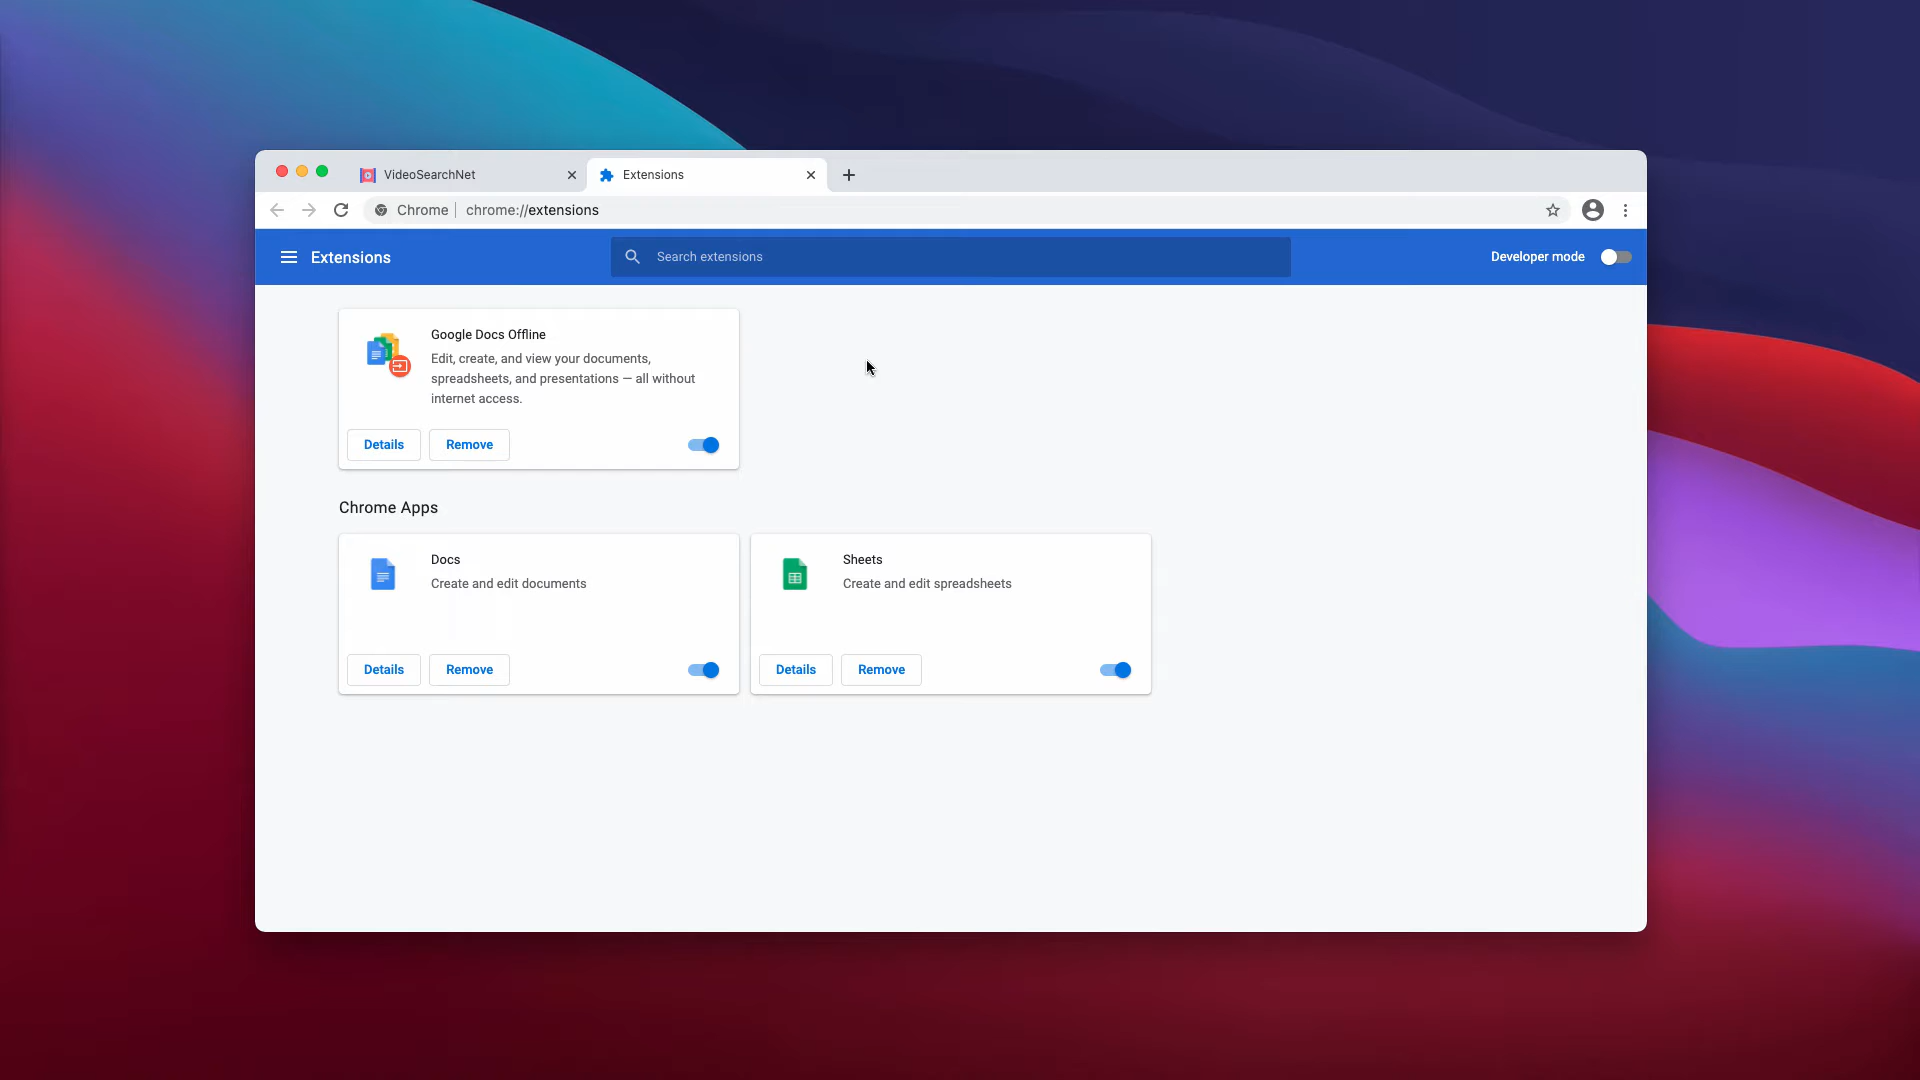 VideoSearchNet
Extensions
Chrome
chrome://extensions
Extensions
Search extensions
Developer mode
Google Docs Offline
Edit, create, and view your documents,
spreadsheets, and presentations — all without
internet access.
Details
Remove
Chrome Apps
Docs
Create and edit documents
Details
Remove
Sheets
Create and edit spreadsheets
Details
Remove